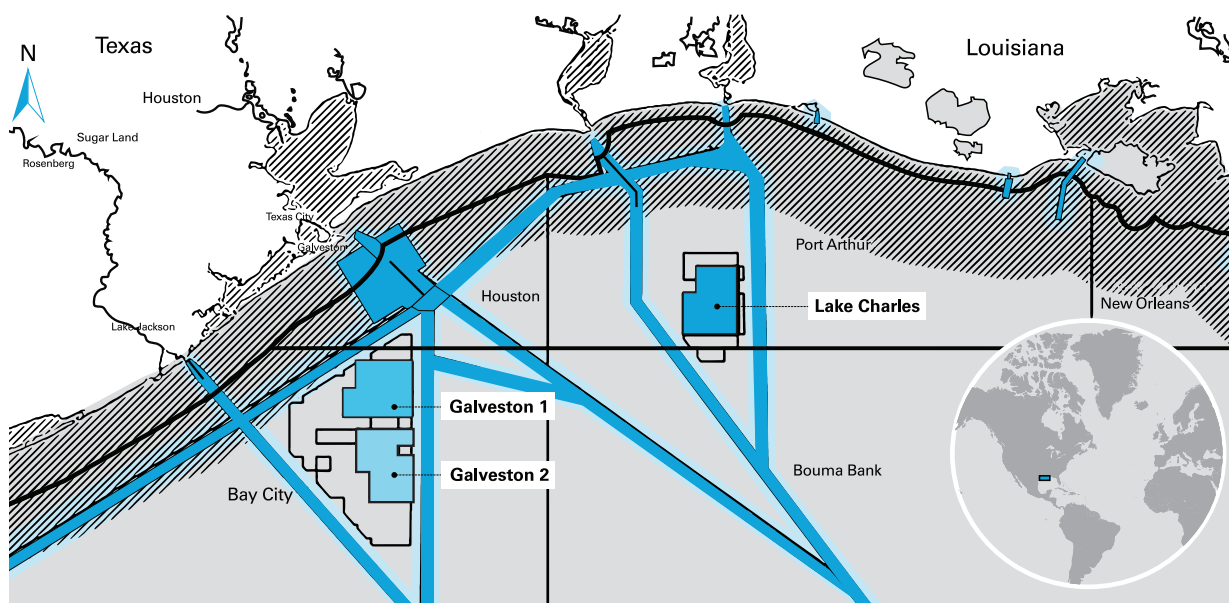 Texas
Louisiana
N
Houston
Sugar Land
Rosenberg
Texas City
Galveston
Port Arthur
Houston
Lake Charles
New Orleans
Lake Jackson
Galveston 1
Galveston 2
Bouma Bank
Bay City